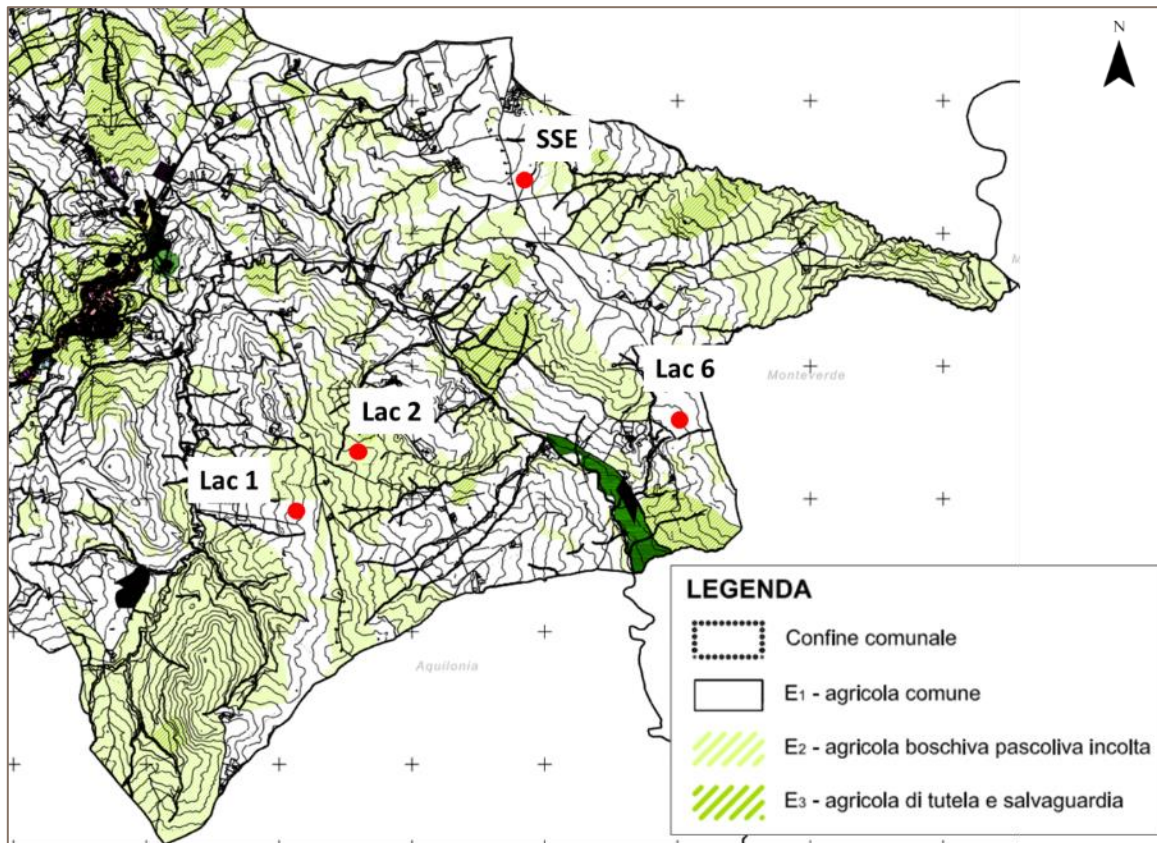 N
SSE
Lac 6
Monteverde
Lac 2
Lac 1
Aquilonia
LEGENDA
Confine comunale
E1 - agricola comune
E2 - agricola boschiva pascoliva incolta
E3 - agricola di tutela e salvaguardia